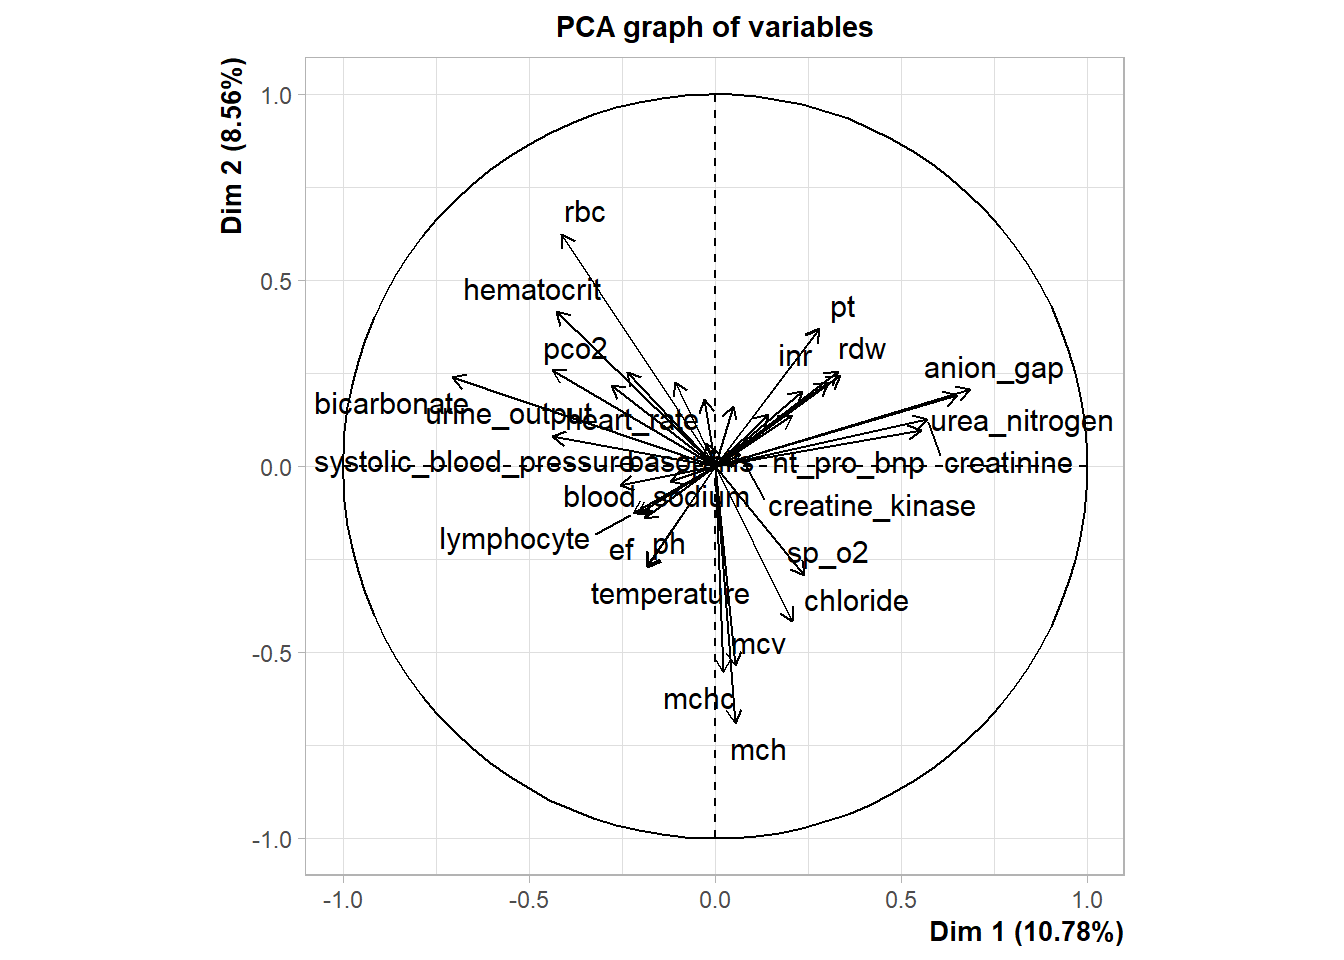 PCA graph of variables
Dim 2 (8.56%)
1.0
0.5
0.0
-0.5
-1.0
rbc
hematocrit
pt
pco2
inr
rdw
anion_gap
bicarbonate
urine_output
heart_rate
urea_nitrogen
systolic_blood_pressure
basophils
nt_pro_bnp
creatinine
blood_sodium
creatine_kinase
lymphocyte
ef
ph
sp_o2
temperature
chloride
mcv
mchc
mch
-1.0
-0.5
0.0
0.5
1.0
Dim 1 (10.78%)